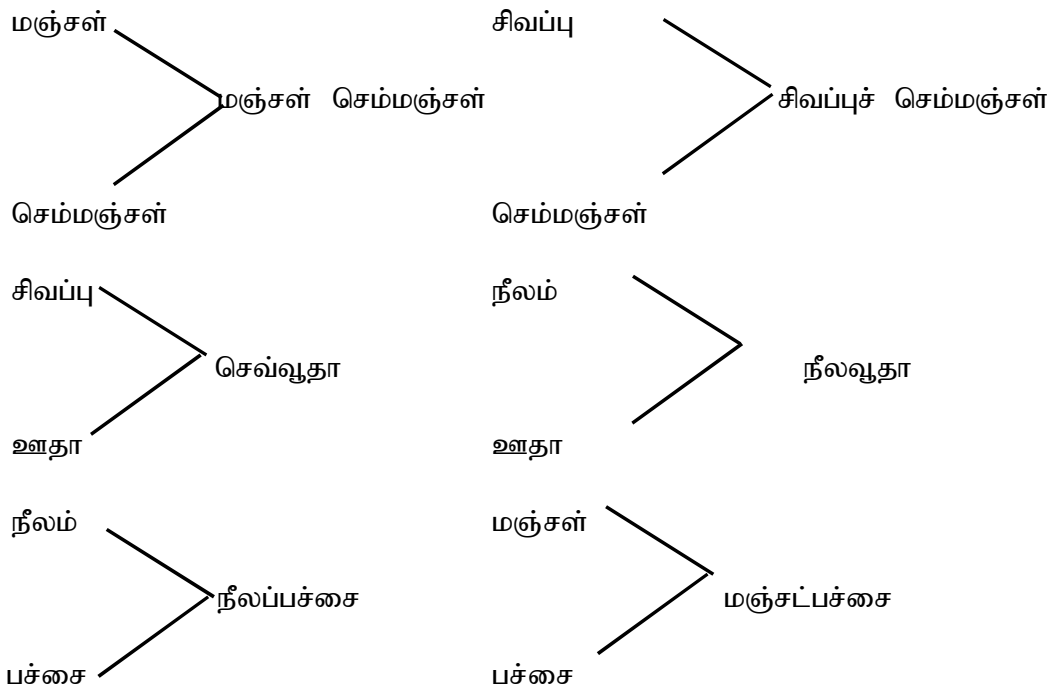 மஞ்சள் சிவப்பு
மஞ்சள் செம்மஞ்சள் சிவப்புச் செம்மஞ்சள்
செம்மஞ்சள் செம்மஞ்சள்
சிவப்பு நீலம்
செவ்வூதா நீலவூதா
ஊதா ஊதா
நீலம் மஞ்சள்
நீலப்பச்சை மஞ்சட்பச்சை
பச்சை பச்சை